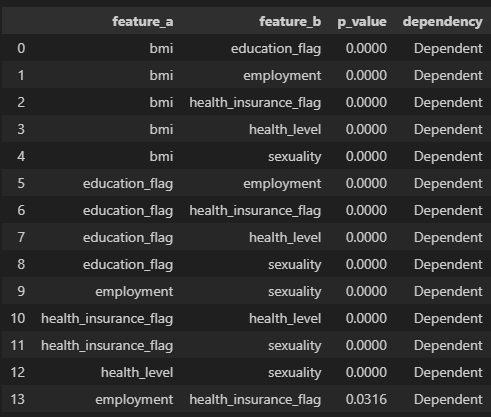 feature_a feature_b p_value dependency
0 bmi education_flag 0.0000 Dependent
1 bmi employment 0.0000 Dependent
2 bmi health_insurance_flag 0.0000 Dependent
3 bmi health_level 0.0000 Dependent
4 bmi sexuality 0.0000 Dependent
5 education_flag employment 0.0000 Dependent
6 education_flag health_insurance_flag 0.0000 Dependent
7 education_flag health_level 0.0000 Dependent
8 education_flag sexuality 0.0000 Dependent
9 employment sexuality 0.0000 Dependent
10 health_insurance_flag health_level 0.0000 Dependent
11 health_insurance_flag sexuality 0.0000 Dependent
12 health_level sexuality 0.0000 Dependent
13 employment health_insurance_flag 0.0316 Dependent